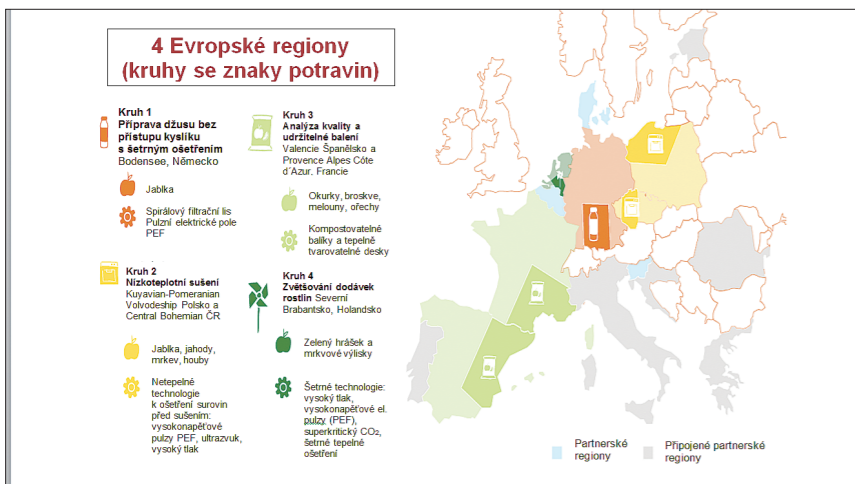 4 Evropské regiony
(kruhy se znaky potravin)
Kruh 1
Příprava džusu bez
přístupu kyslíku
s šetrným ošetřením
Bodensee, Německo
Jablka
Spirálový filtrační lis
Pulzní elektrické pole
PEF
Kruh 2
Nízkoteplotní sušení
Kuyavian-Pomeranian
Volvodeship Polsko a
Central Bohemian ČR
Jablka, jahody,
mrkev, houby
Netepelné
technologie
k ošetření surovin
před sušením:
vysokonapěťové
pulzy PEF, ultrazvuk,
vysoký tlak
Kruh 3
Analýza kvality a
udržitelné balení
Valencie Španělsko a
Provence Alpes Côte
d´Azur. Francie
Okurky, broskve,
melouny, ořechy
Kompostovatelné
balíky a tepelně
tvarovatelné desky
Kruh 4
Zvětšování dodávek
rostlin Severní
Brabantsko, Holandsko
Zelený hrášek a
mrkvové výlisky
Šetrné technologie:
vysoký tlak,
vysokonapěťové el.
pulzy (PEF),
superkritický CO₂,
šetrné tepelné
ošetření
Partnerské
regiony
Připojené partnerské
regiony